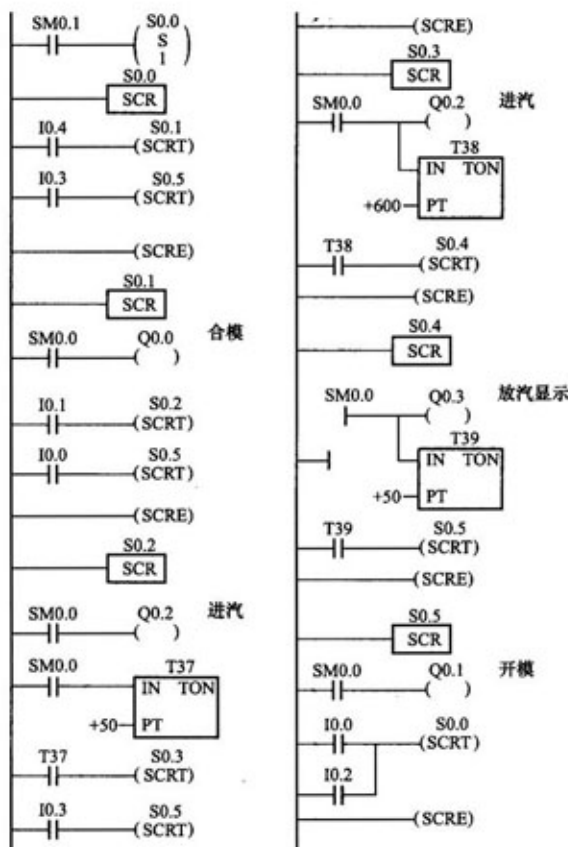 SM0.1 S0.0
( S )
1
S0.0
SCR
I0.4 S0.1
(SCRT)
I0.3 S0.5
(SCRT)
(SCRE)
S0.1
SCR
SM0.0 Q0.0 合模
( )
I0.1 S0.2
(SCRT)
I0.0 S0.5
(SCRT)
(SCRE)
S0.2
SCR
SM0.0 Q0.2 进汽
( )
SM0.0 T37
IN TON
+50 PT
T37 S0.3
(SCRT)
I0.3 S0.5
(SCRT)
(SCRE)
S0.3
SCR
SM0.0 Q0.2 进汽
( )
T38
IN TON
+600 PT
T38 S0.4
(SCRT)
(SCRE)
S0.4
SCR
SM0.0 Q0.3 放汽显示
( )
T39
IN TON
+50 PT
T39 S0.5
(SCRT)
(SCRE)
S0.5
SCR
SM0.0 Q0.1 开模
( )
I0.0 S0.0
(SCRT)
I0.2
(SCRE)